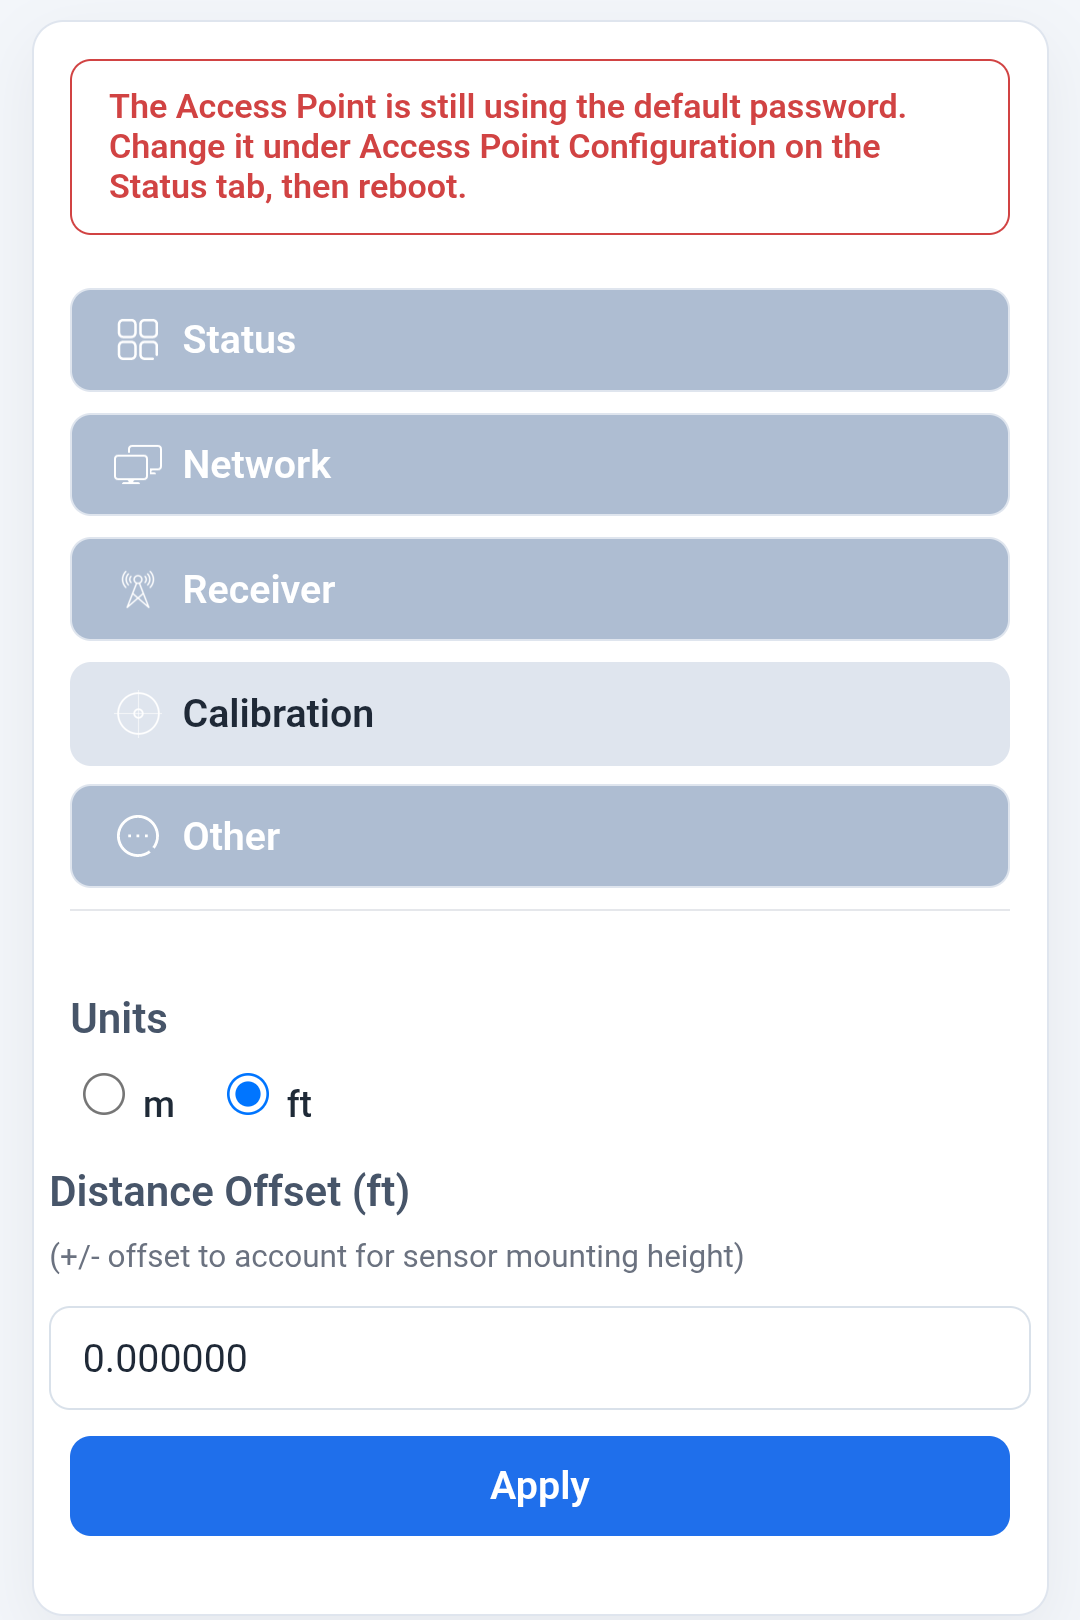 The Access Point is still using the default password.
Change it under Access Point Configuration on the
Status tab, then reboot.
Status
Network
Receiver
Calibration
Other
Units
m ft
Distance Offset (ft)
(+/- offset to account for sensor mounting height)
0.000000
Apply